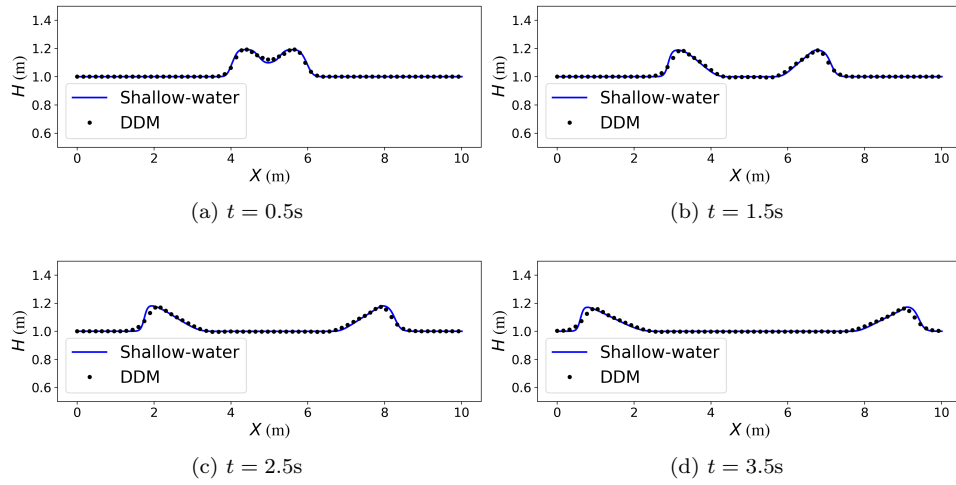 1.4
1.2
1.0
0.8
0.6
H (m)
Shallow-water
DDM
0 2 4 6 8 10
X (m)
(a) t = 0.5s
1.4
1.2
1.0
0.8
0.6
H (m)
Shallow-water
DDM
0 2 4 6 8 10
X (m)
(b) t = 1.5s
1.4
1.2
1.0
0.8
0.6
H (m)
Shallow-water
DDM
0 2 4 6 8 10
X (m)
(c) t = 2.5s
1.4
1.2
1.0
0.8
0.6
H (m)
Shallow-water
DDM
0 2 4 6 8 10
X (m)
(d) t = 3.5s